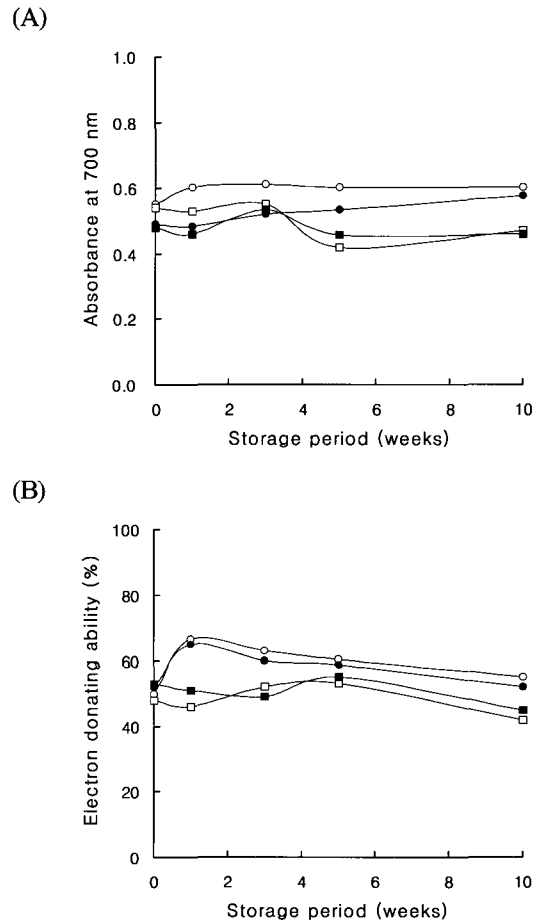 (A)
Absorbance at 700 nm
1.0
0.8
0.6
0.4
0.2
0.0
0 2 4 6 8 10
Storage period (weeks)
(B)
Electron donating ability (%)
100
80
60
40
20
0
0 2 4 6 8 10
Storage period (weeks)